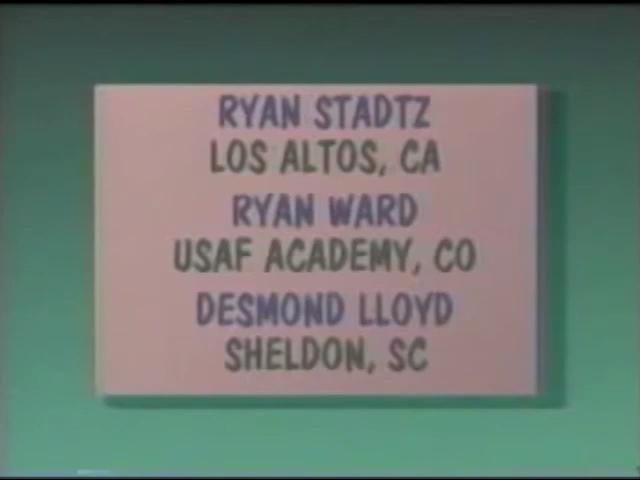 RYAN STADTZ
LOS ALTOS, CA
RYAN WARD
USAF ACADEMY, CO
DESMOND LLOYD
SHELDON, SC